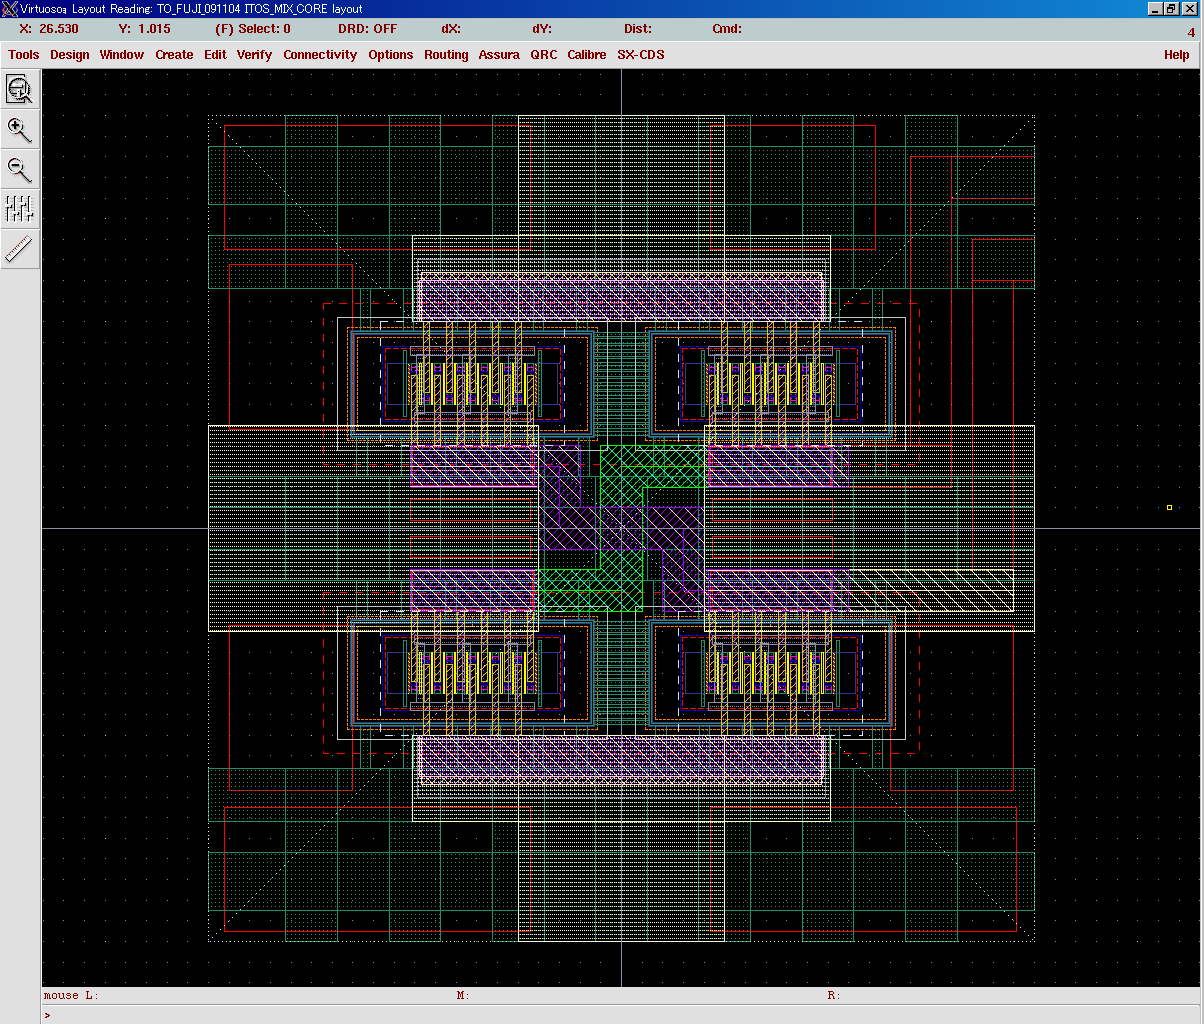 Virtuoso® Layout Reading: TO_FUJI_091104 ITOS_MIX_CORE layout
X: 26.530 Y: 1.015 (F) Select: 0 DRD: OFF dX: dY: Dist: Cmd:
4
Tools Design Window Create Edit Verify Connectivity Options Routing Assura QRC Calibre SX-CDS Help
mouse L: M: R:
>